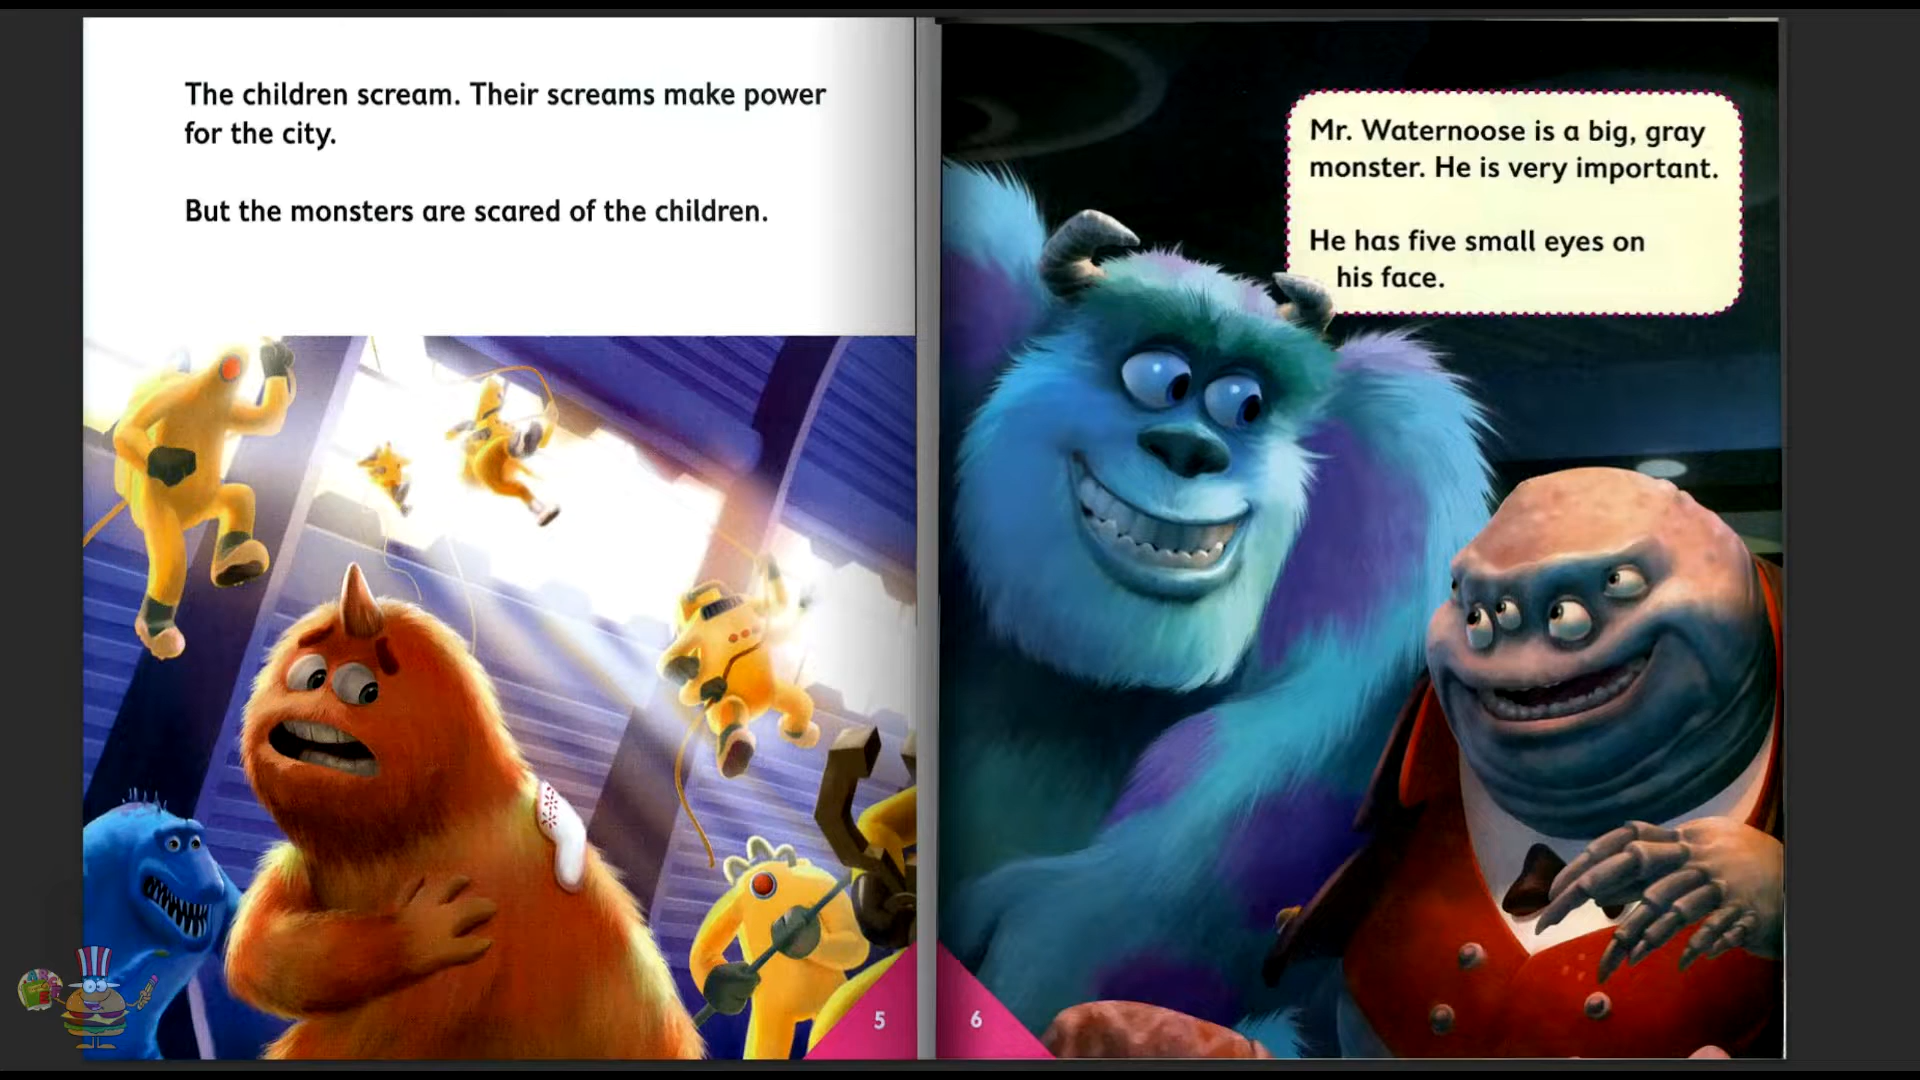 The children scream. Their screams make power
for the city.
But the monsters are scared of the children.
5
Mr. Waternoose is a big, gray
monster. He is very important.
He has five small eyes on
his face.
6